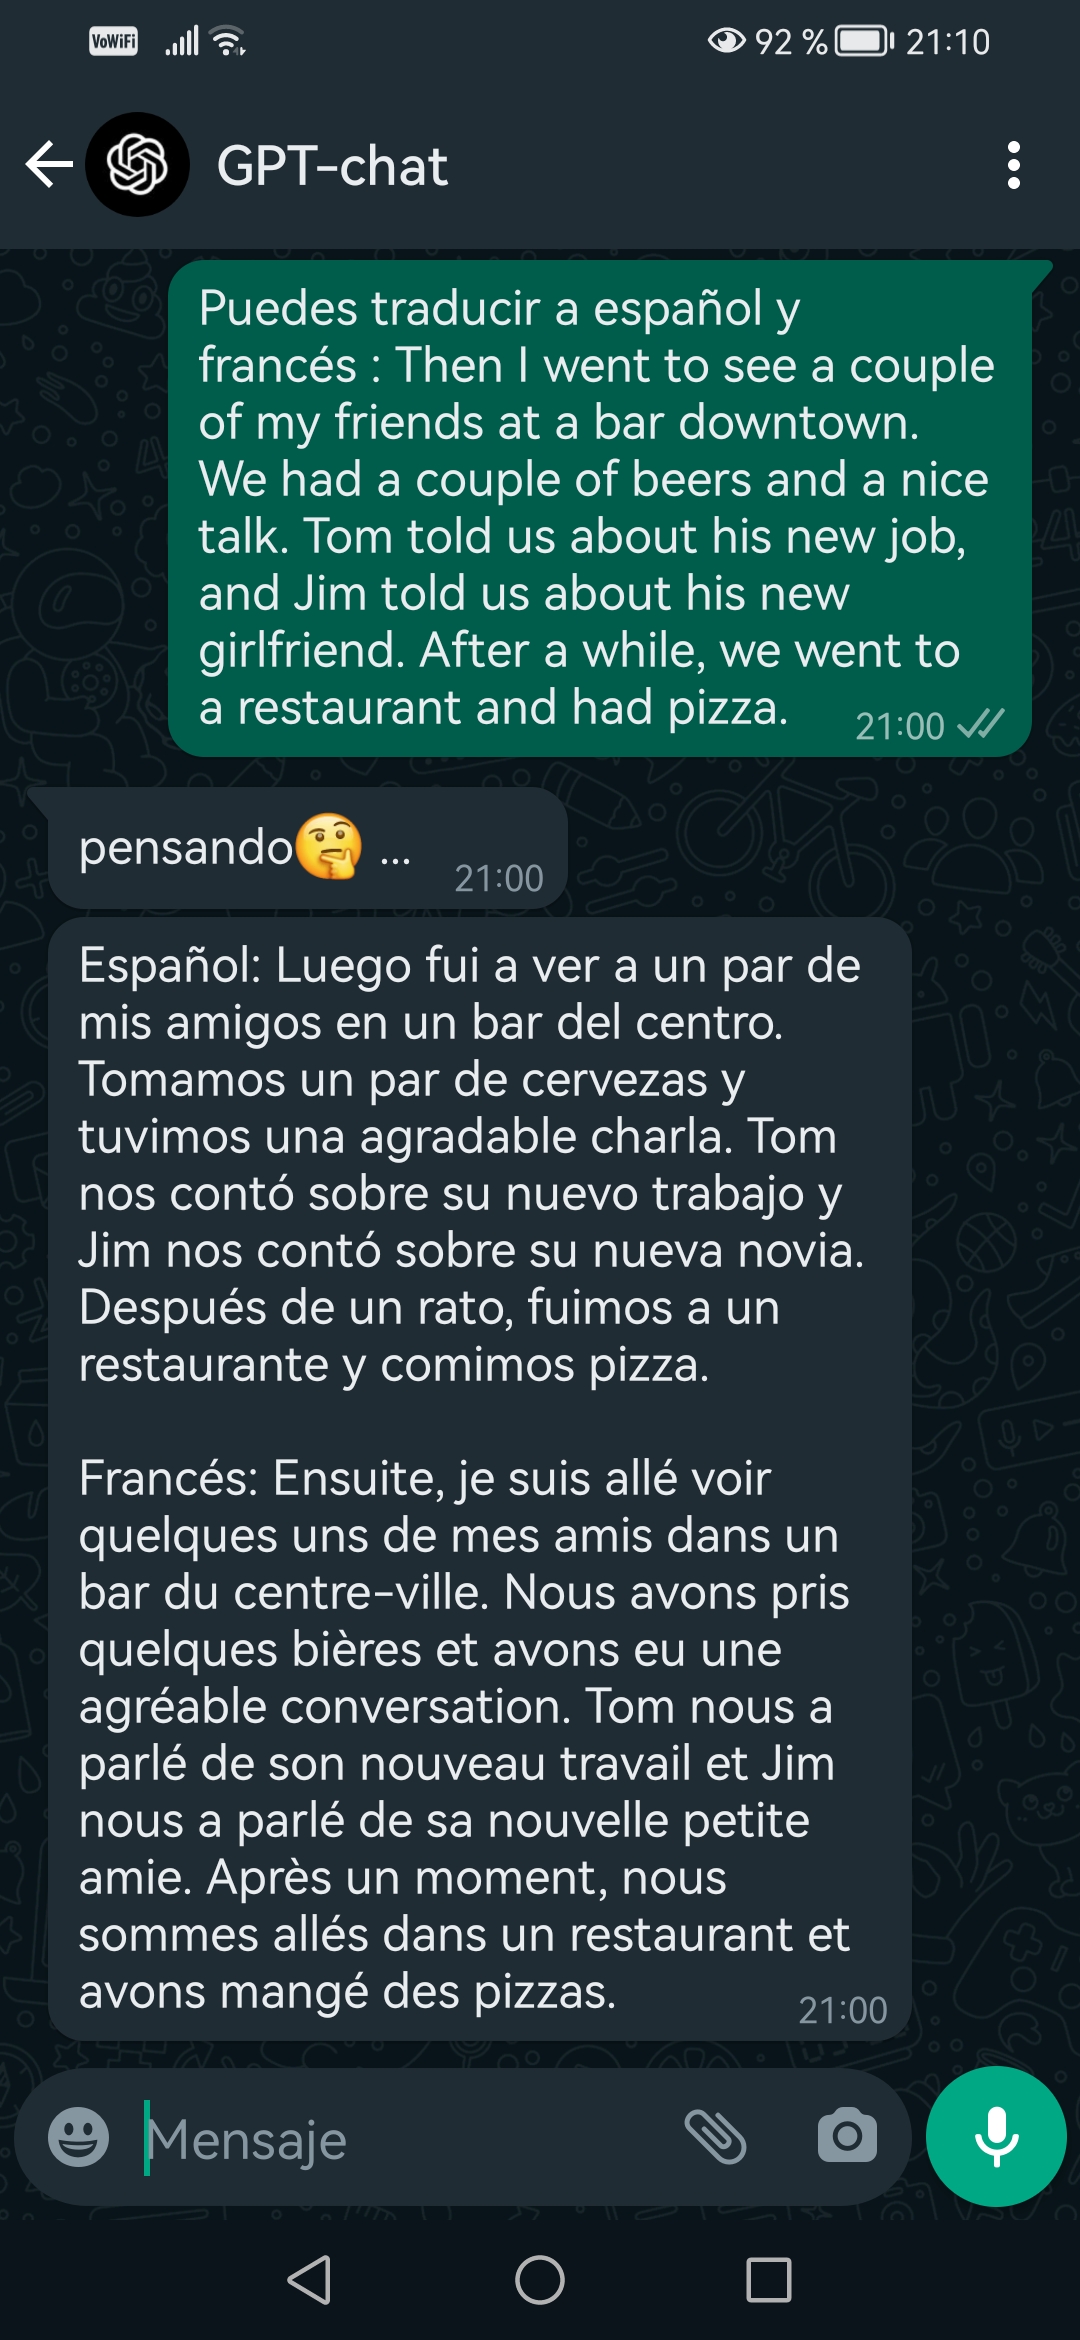 VoWiFi 92 % 21:10
GPT-chat
Puedes traducir a español y
francés : Then I went to see a couple
of my friends at a bar downtown.
We had a couple of beers and a nice
talk. Tom told us about his new job,
and Jim told us about his new
girlfriend. After a while, we went to
a restaurant and had pizza. 21:00
pensando🤔 ... 21:00
Español: Luego fui a ver a un par de
mis amigos en un bar del centro.
Tomamos un par de cervezas y
tuvimos una agradable charla. Tom
nos contó sobre su nuevo trabajo y
Jim nos contó sobre su nueva novia.
Después de un rato, fuimos a un
restaurante y comimos pizza.
Francés: Ensuite, je suis allé voir
quelques uns de mes amis dans un
bar du centre-ville. Nous avons pris
quelques bières et avons eu une
agréable conversation. Tom nous a
parlé de son nouveau travail et Jim
nous a parlé de sa nouvelle petite
amie. Après un moment, nous
sommes allés dans un restaurant et
avons mangé des pizzas. 21:00
Mensaje